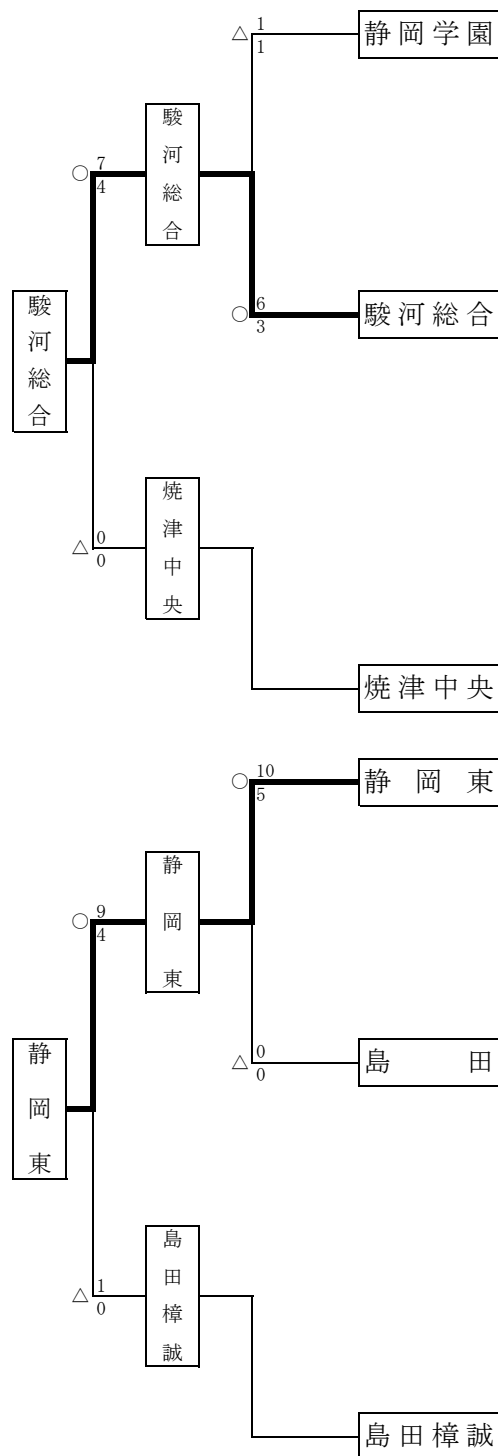 △ 1 静岡学園
1
駿河総合
○ 7
4
駿河総合
○ 6 駿河総合
3
焼津中央
△ 0
0
焼津中央
○ 10 静岡東
5
静岡東
○ 9
4
静岡東
△ 0 島田
0
島田樟誠
△ 1
0
島田樟誠